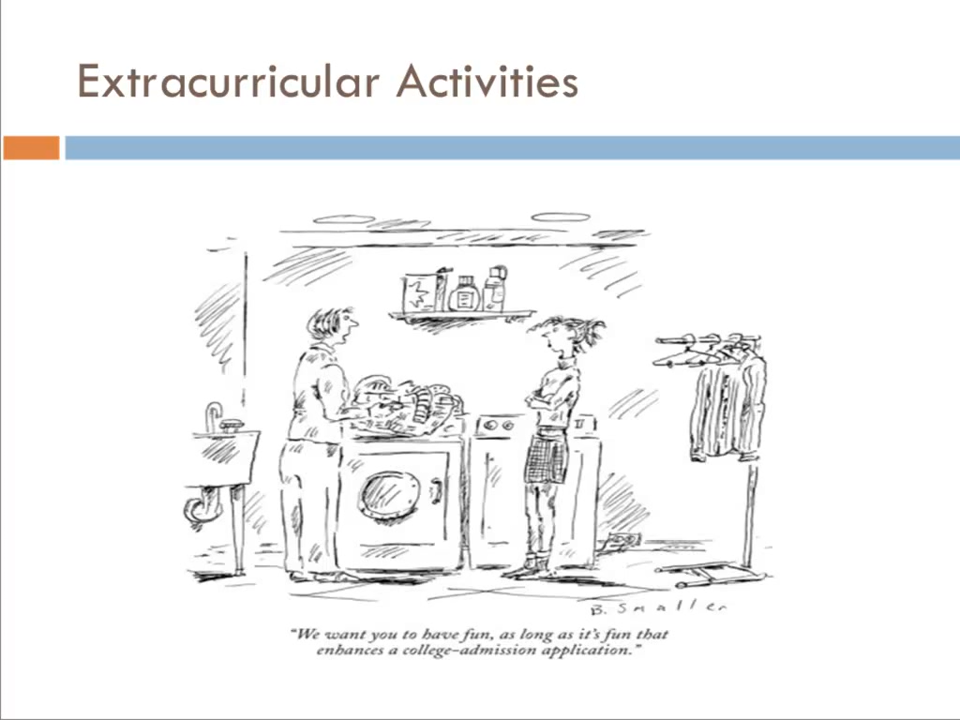 Extracurricular Activities
B. Smaller
“We want you to have fun, as long as it’s fun that
enhances a college–admission application.”